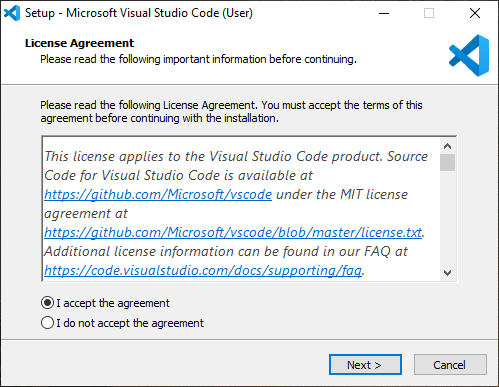 Setup - Microsoft Visual Studio Code (User)
License Agreement
Please read the following important information before continuing.
Please read the following License Agreement. You must accept the terms of this
agreement before continuing with the installation.
This license applies to the Visual Studio Code product. Source
Code for Visual Studio Code is available at
https://github.com/Microsoft/vscode under the MIT license
agreement at
https://github.com/Microsoft/vscode/blob/master/license.txt.
Additional license information can be found in our FAQ at
https://code.visualstudio.com/docs/supporting/faq.
I accept the agreement
I do not accept the agreement
Next >
Cancel